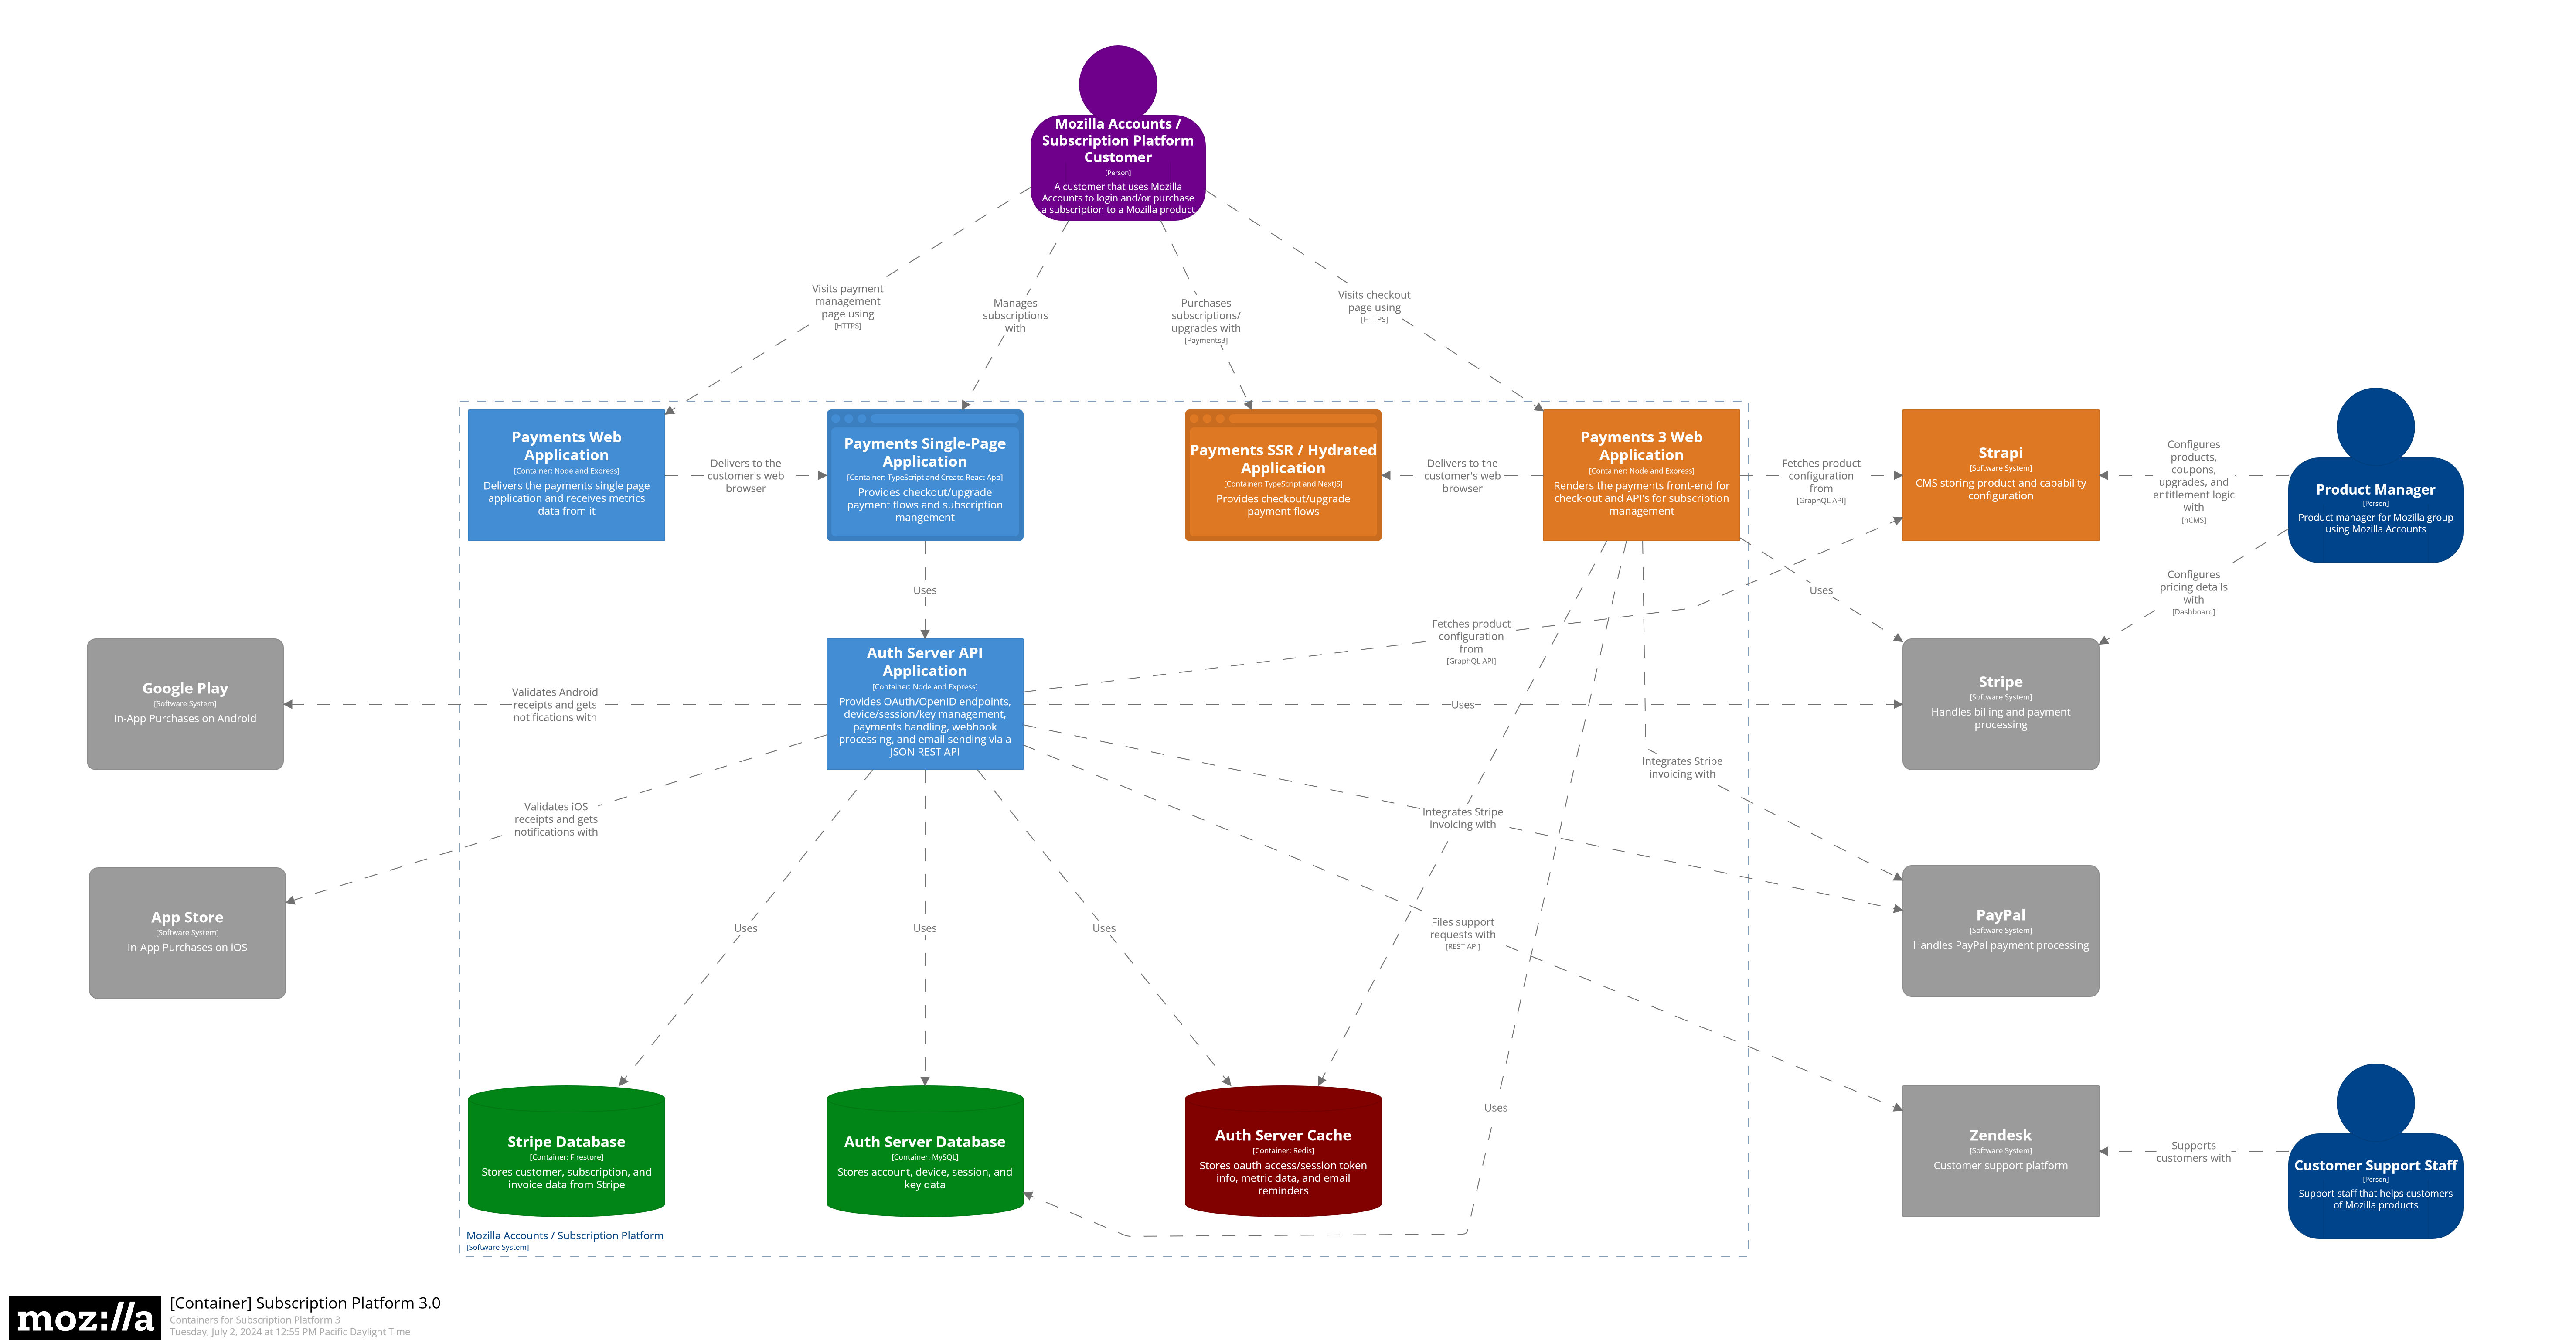 Mozilla Accounts /
Subscription Platform
Customer
[Person]
A customer that uses Mozilla
Accounts to login and/or purchase
a subscription to a Mozilla product
Visits payment
management
page using
[HTTPS]
Manages
subscriptions
with
Purchases
subscriptions/
upgrades with
[Payments3]
Visits checkout
page using
[HTTPS]
Payments Web
Application
[Container: Node and Express]
Delivers the payments single page
application and receives metrics
data from it
Delivers to the
customer's web
browser
Payments Single-Page
Application
[Container: TypeScript and Create React App]
Provides checkout/upgrade
payment flows and subscription
mangement
Payments SSR / Hydrated
Application
[Container: TypeScript and NextJS]
Provides checkout/upgrade
payment flows
Delivers to the
customer's web
browser
Payments 3 Web
Application
[Container: Node and Express]
Renders the payments front-end for
check-out and API's for subscription
management
Fetches product
configuration
from
[GraphQL API]
Strapi
[Software System]
CMS storing product and capability
configuration
Configures
products,
coupons,
upgrades, and
entitlement logic
with
[hCMS]
Product Manager
[Person]
Product manager for Mozilla group
using Mozilla Accounts
Uses
Uses
Configures
pricing details
with
[Dashboard]
Fetches product
configuration
from
[GraphQL API]
Google Play
[Software System]
In-App Purchases on Android
Validates Android
receipts and gets
notifications with
Auth Server API
Application
[Container: Node and Express]
Provides OAuth/OpenID endpoints,
device/session/key management,
payments handling, webhook
processing, and email sending via a
JSON REST API
Uses
Stripe
[Software System]
Handles billing and payment
processing
Integrates Stripe
invoicing with
Validates iOS
receipts and gets
notifications with
Integrates Stripe
invoicing with
App Store
[Software System]
In-App Purchases on iOS
Uses
Uses
Uses
Files support
requests with
[REST API]
PayPal
[Software System]
Handles PayPal payment processing
Uses
Stripe Database
[Container: Firestore]
Stores customer, subscription, and
invoice data from Stripe
Auth Server Database
[Container: MySQL]
Stores account, device, session, and
key data
Auth Server Cache
[Container: Redis]
Stores oauth access/session token
info, metric data, and email
reminders
Zendesk
[Software System]
Customer support platform
Supports
customers with
Customer Support Staff
[Person]
Support staff that helps customers
of Mozilla products
Mozilla Accounts / Subscription Platform
[Software System]
moz://a
[Container] Subscription Platform 3.0
Containers for Subscription Platform 3
Tuesday, July 2, 2024 at 12:55 PM Pacific Daylight Time